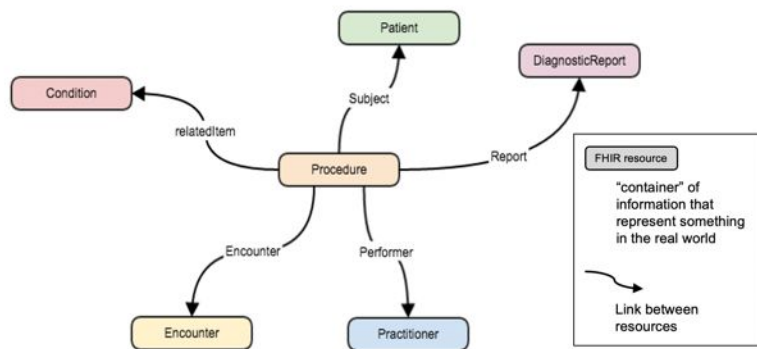 Patient
DiagnosticReport
Condition
Subject
relatedItem
Report
Procedure
Encounter
Performer
Encounter
Practitioner
FHIR resource
“container” of
information that
represent something
in the real world
Link between
resources